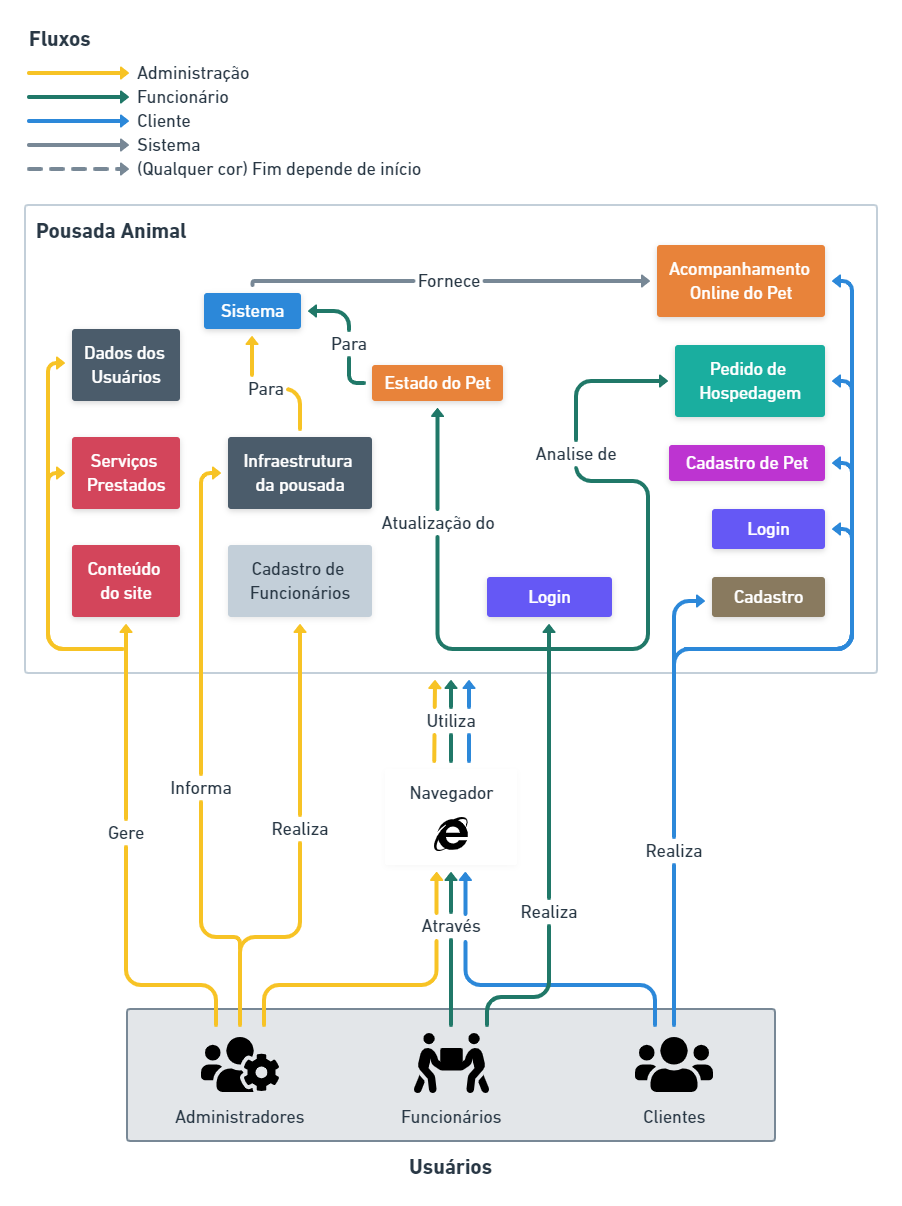 Fluxos
Administração
Funcionário
Cliente
Sistema
(Qualquer cor) Fim depende de início
Pousada Animal
Fornece
Acompanhamento
Online do Pet
Sistema
Dados dos
Usuários
Para
Para
Estado do Pet
Pedido de
Hospedagem
Serviços
Prestados
Infraestrutura
da pousada
Analise de
Cadastro de Pet
Atualização do
Login
Conteúdo
do site
Cadastro de
Funcionários
Login
Cadastro
Utiliza
Informa
Navegador
Gere
Realiza
Realiza
Realiza
Através
Administradores
Funcionários
Clientes
Usuários